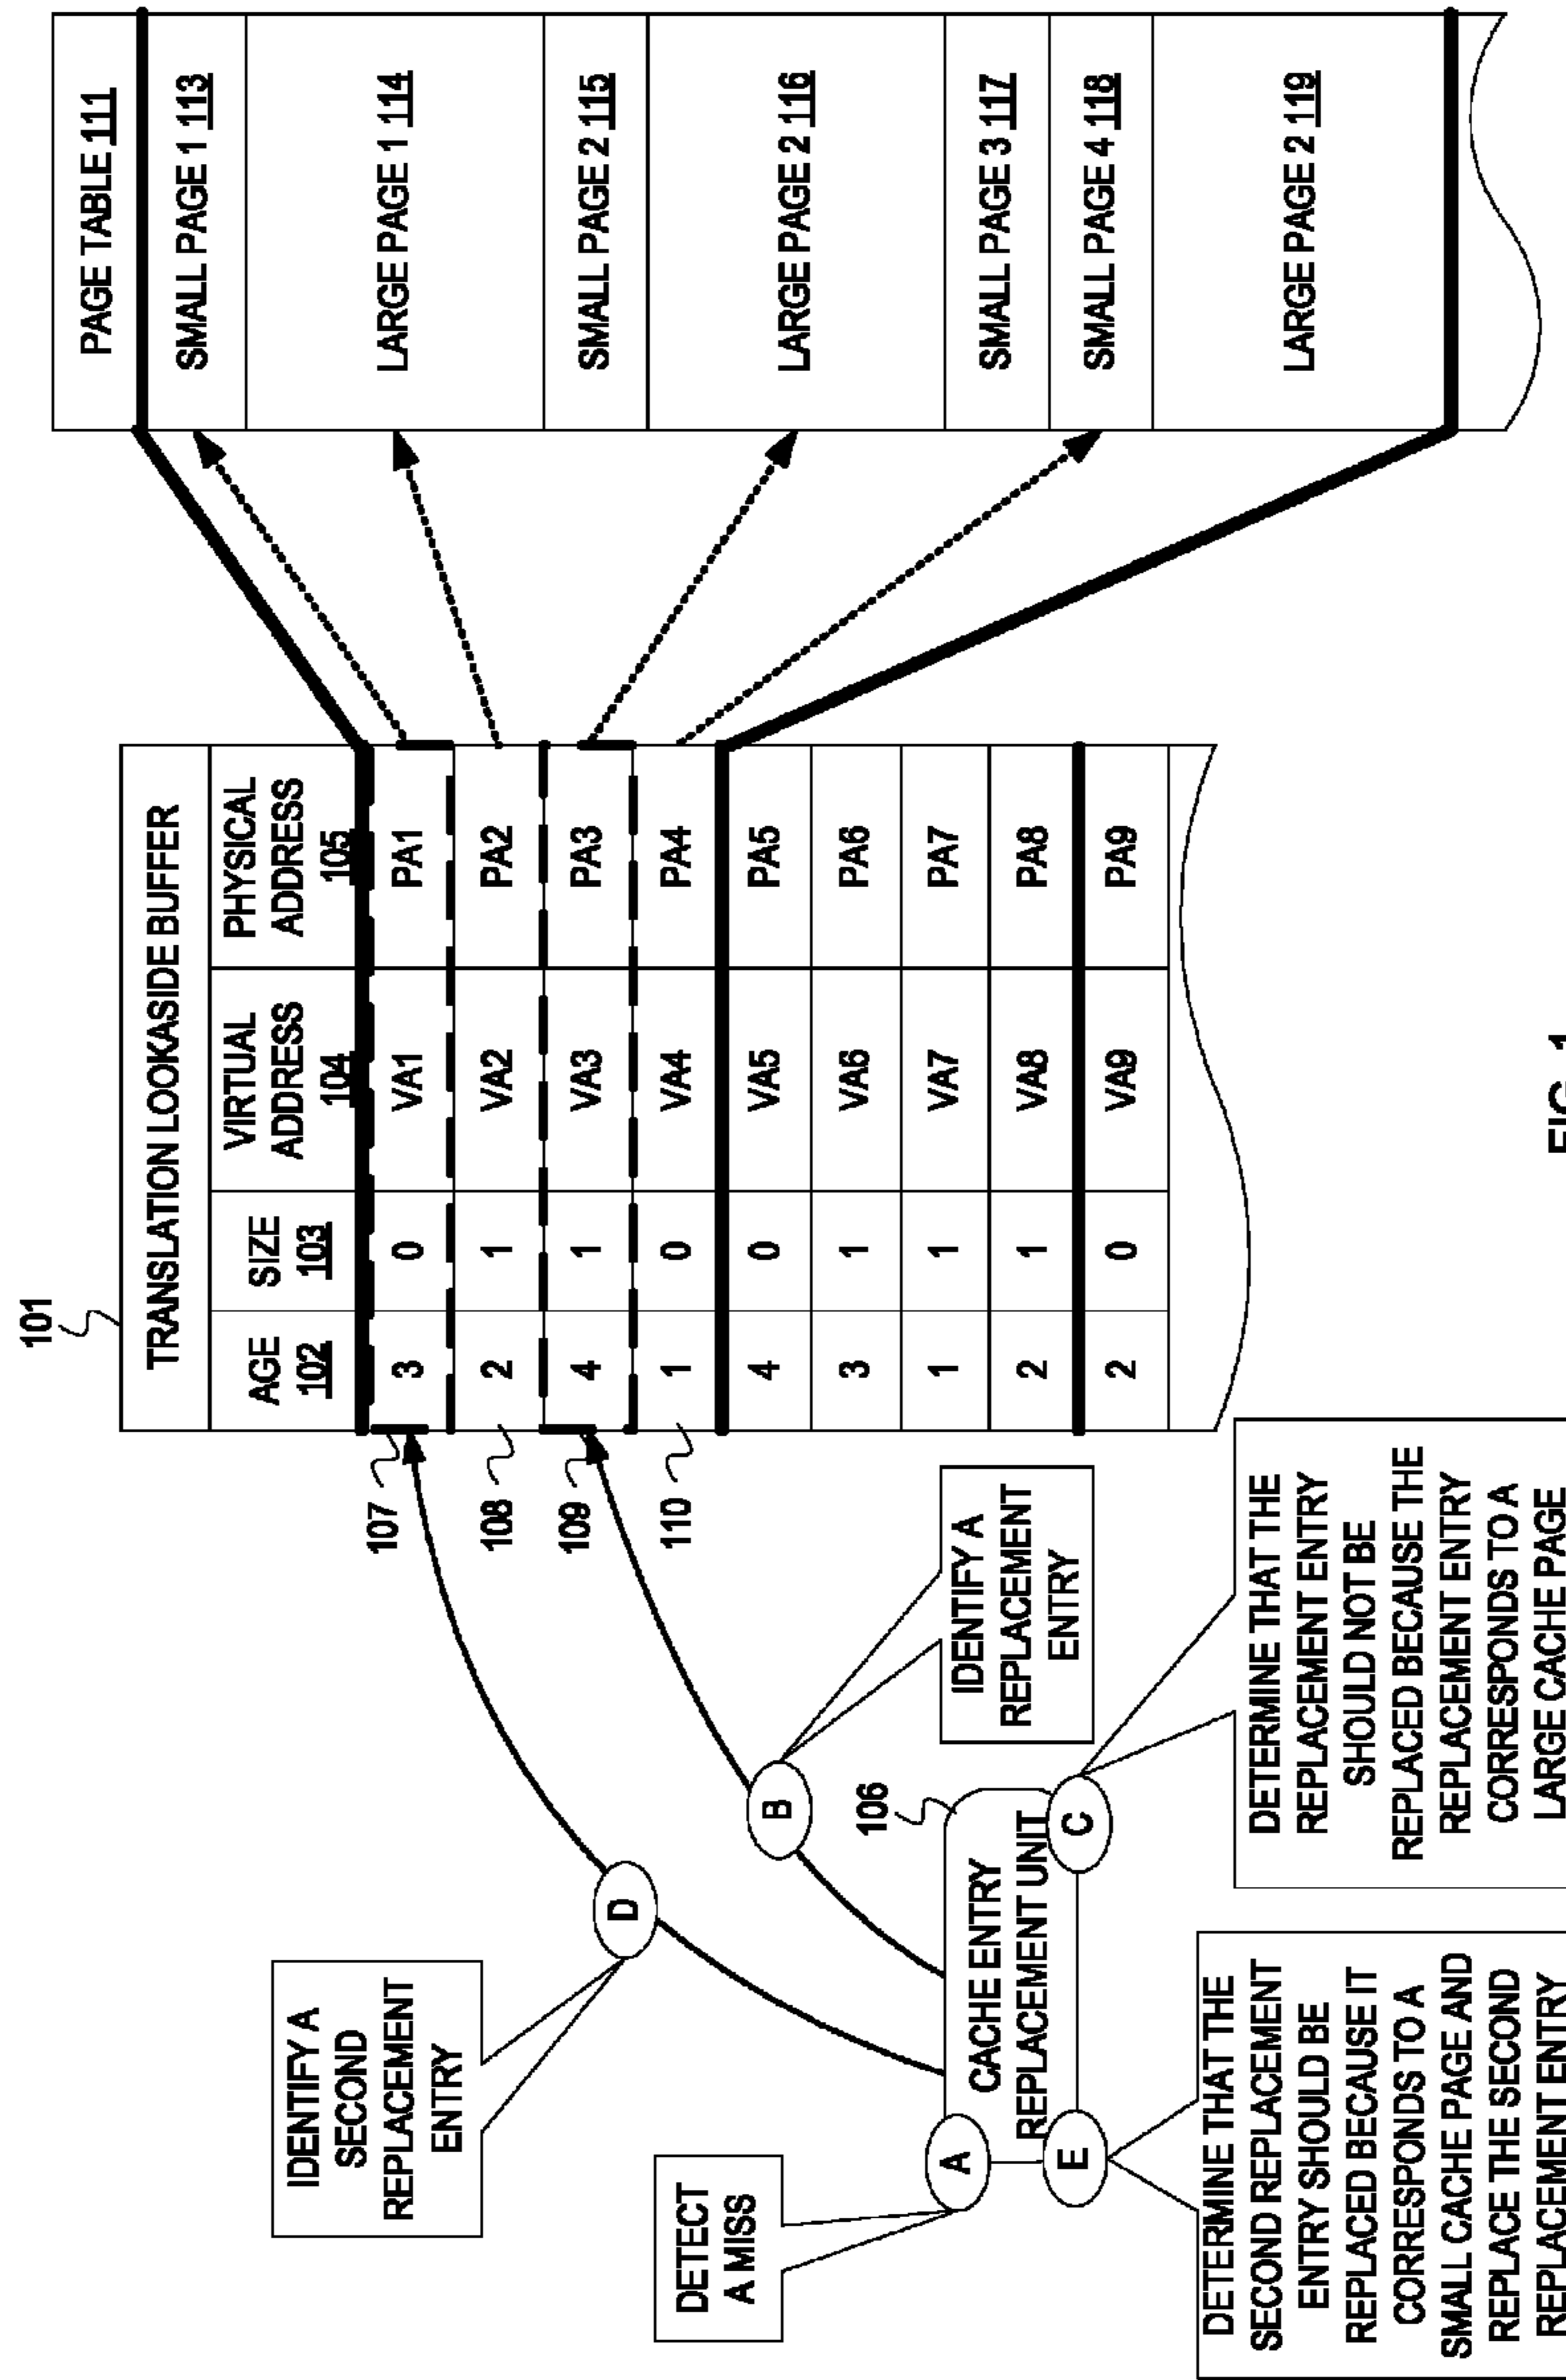 101
TRANSLATION LOOKASIDE BUFFER
AGE
102
SIZE
103
VIRTUAL
ADDRESS
104
PHYSICAL
ADDRESS
105
3 0 VA1 PA1
2 1 VA2 PA2
4 1 VA3 PA3
1 0 VA4 PA4
4 0 VA5 PA5
3 1 VA6 PA6
1 1 VA7 PA7
2 1 VA8 PA8
2 0 VA9 PA9
107
108
109
110
PAGE TABLE 111
SMALL PAGE 1 113
LARGE PAGE 1 114
SMALL PAGE 2 115
LARGE PAGE 2 116
SMALL PAGE 3 117
SMALL PAGE 4 118
LARGE PAGE 2 119
IDENTIFY A
SECOND
REPLACEMENT
ENTRY
D
B
IDENTIFY A
REPLACEMENT
ENTRY
DETECT
A MISS
A
106
CACHE ENTRY
REPLACEMENT UNIT
C
E
DETERMINE THAT THE
REPLACEMENT ENTRY
SHOULD NOT BE
REPLACED BECAUSE THE
REPLACEMENT ENTRY
CORRESPONDS TO A
LARGE CACHE PAGE
DETERMINE THAT THE
SECOND REPLACEMENT
ENTRY SHOULD BE
REPLACED BECAUSE IT
CORRESPONDS TO A
SMALL CACHE PAGE AND
REPLACE THE SECOND
REPLACEMENT ENTRY
FIG. 1